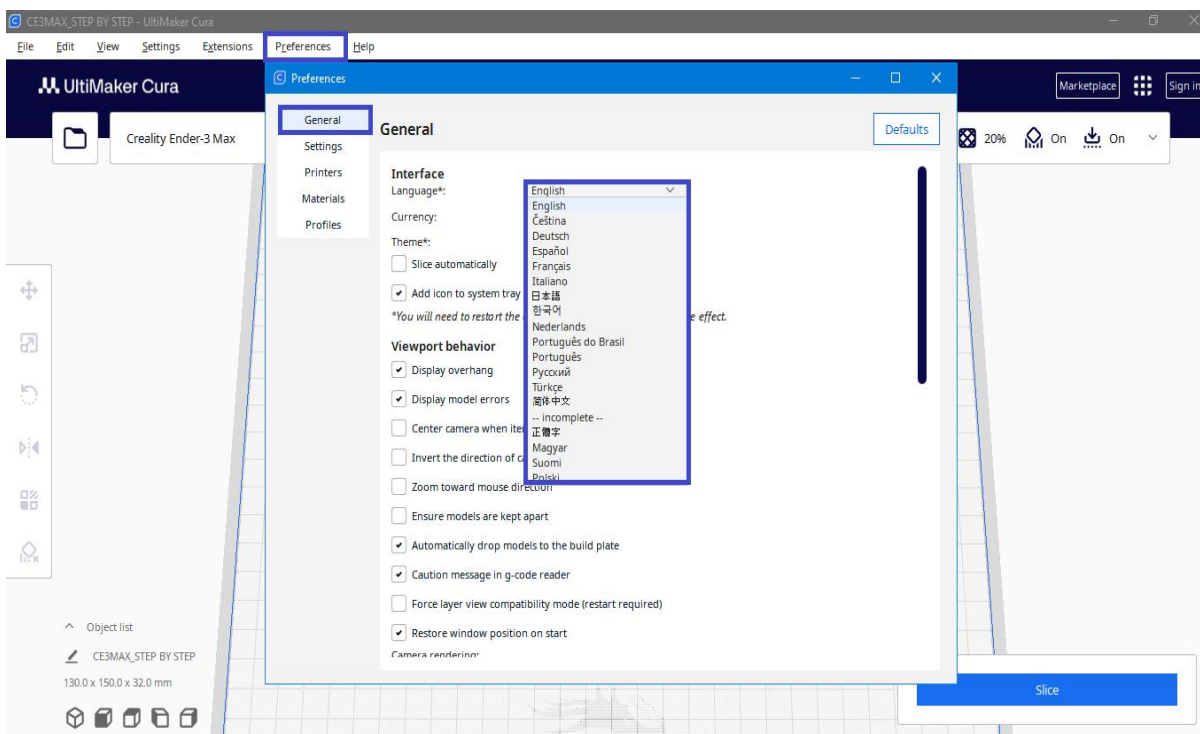 CE3MAX_STEP BY STEP - UltiMaker Cura
File Edit View Settings Extensions Preferences Help
UltiMaker Cura
Marketplace
Sign in
Creality Ender-3 Max
20%
On
On
Preferences
General
Settings
Printers
Materials
Profiles
General
Defaults
Interface
Language*:
English
Currency:
Theme*:
English
Čeština
Deutsch
Español
Français
Italiano
日本語
한국어
Nederlands
Português do Brasil
Português
Русский
Türkçe
简体中文
-- incomplete --
正體字
Magyar
Suomi
Polski
Slice automatically
Add icon to system tray
*You will need to restart the
effect.
Viewport behavior
Display overhang
Display model errors
Center camera when
Invert the direction of
Zoom toward mouse direction
Ensure models are kept apart
Automatically drop models to the build plate
Caution message in g-code reader
Force layer view compatibility mode (restart required)
Restore window position on start
Camera rendering:
Object list
CE3MAX_STEP BY STEP
130.0 x 150.0 x 32.0 mm
Slice